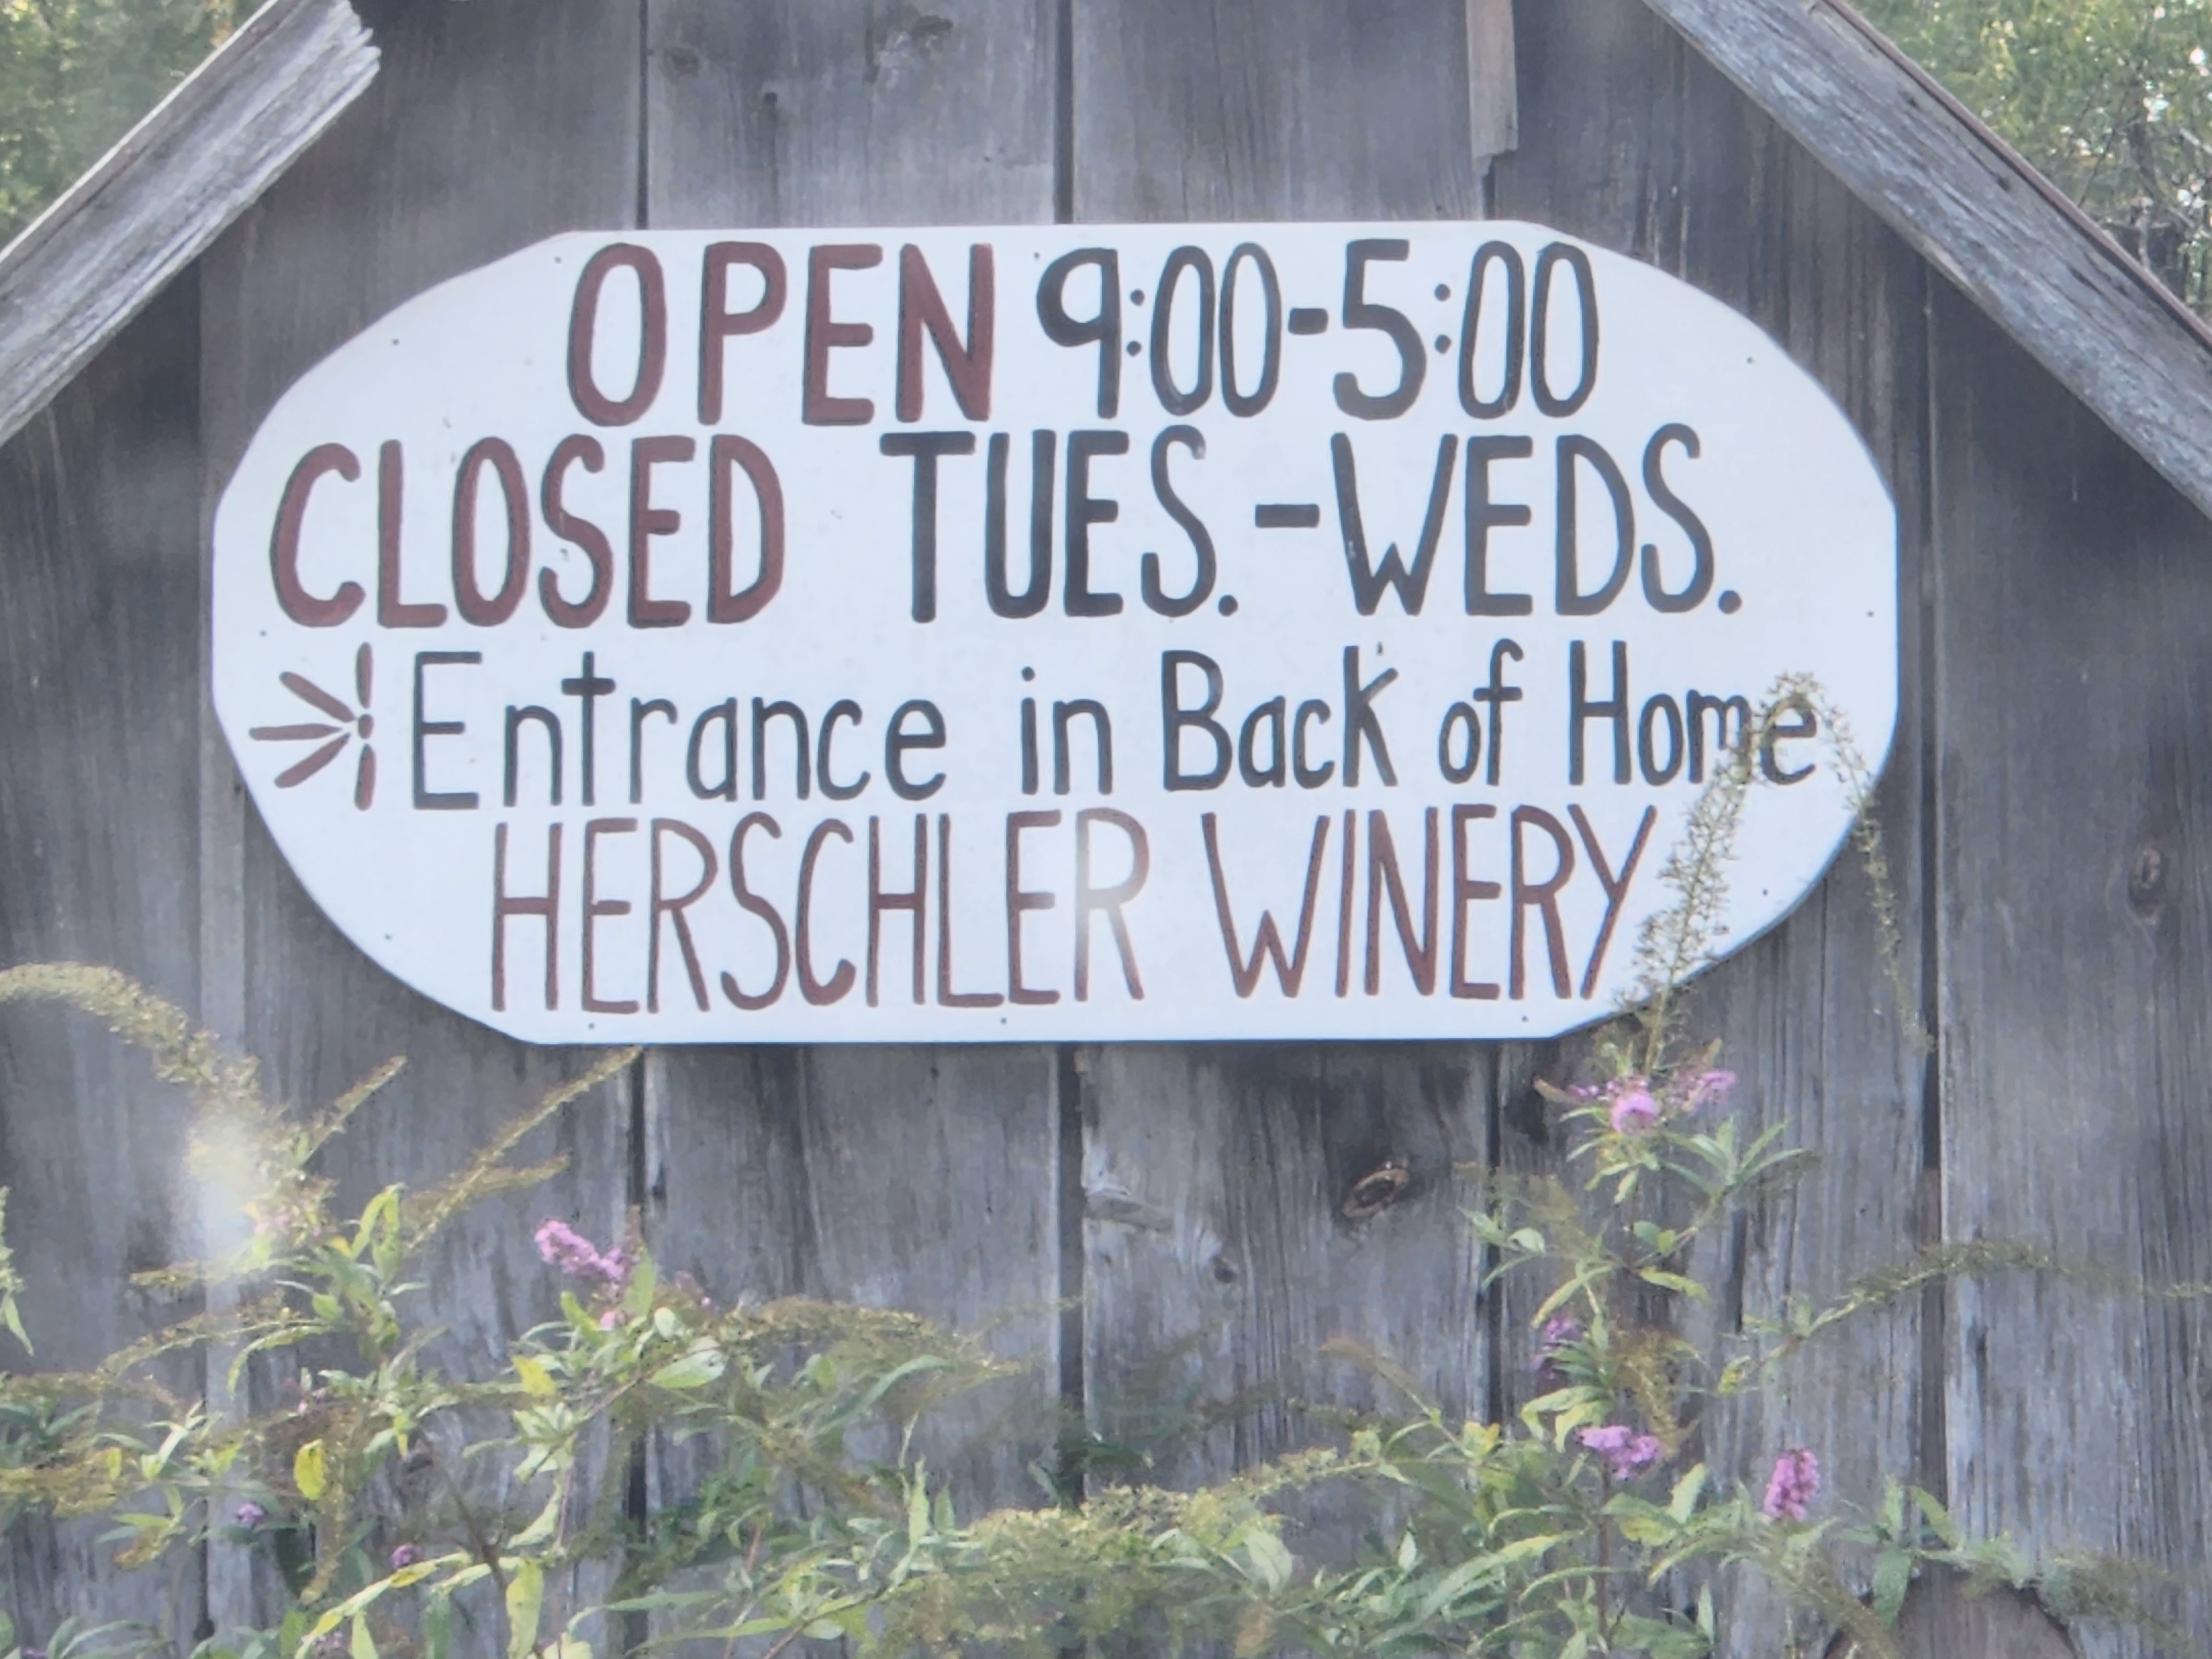 OPEN 9:00-5:00
CLOSED TUES.-WEDS.
Entrance in Back of Home
HERSCHLER WINERY